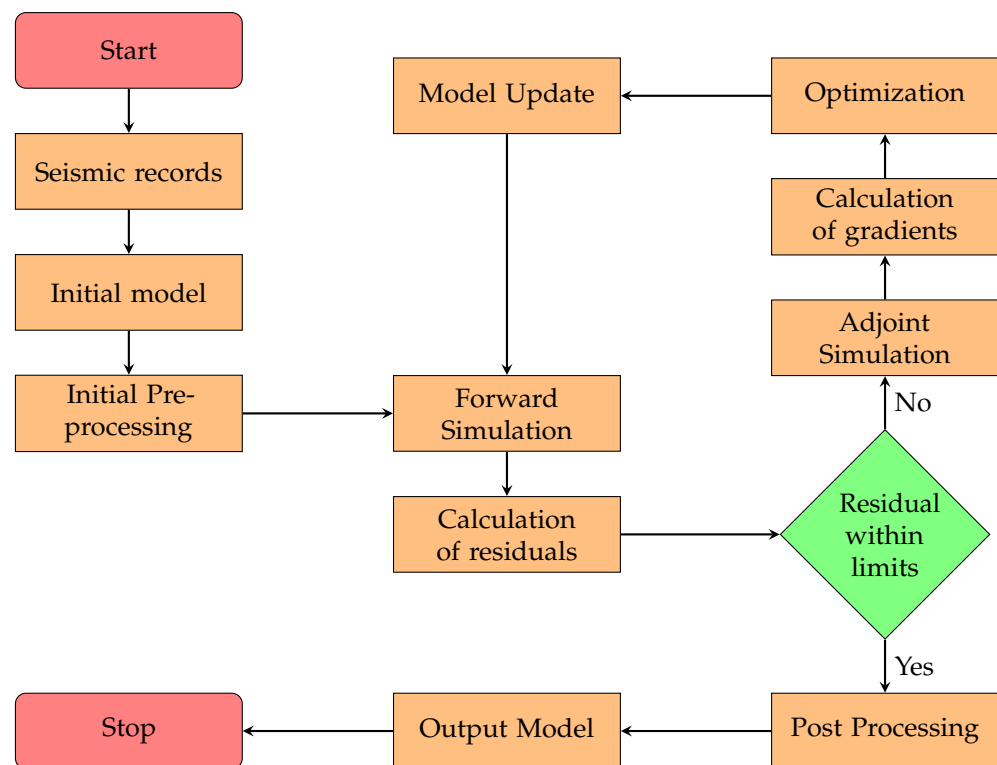 Start
Seismic records
Initial model
Initial Pre-
processing
Model Update
Forward
Simulation
Calculation
of residuals
Optimization
Calculation
of gradients
Adjoint
Simulation
No
Residual
within
limits
Yes
Post Processing
Output Model
Stop